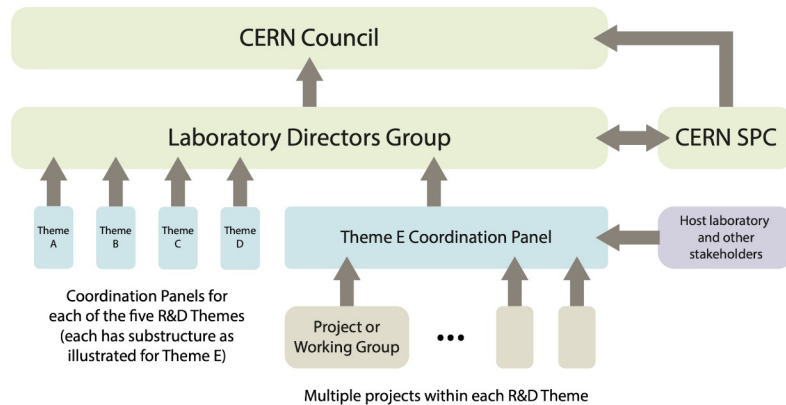 CERN Council
Laboratory Directors Group
CERN SPC
Theme
A
Theme
B
Theme
C
Theme
D
Theme E Coordination Panel
Host laboratory
and other
stakeholders
Coordination Panels for
each of the five R&D Themes
(each has substructure as
illustrated for Theme E)
Project or
Working Group
...
Multiple projects within each R&D Theme